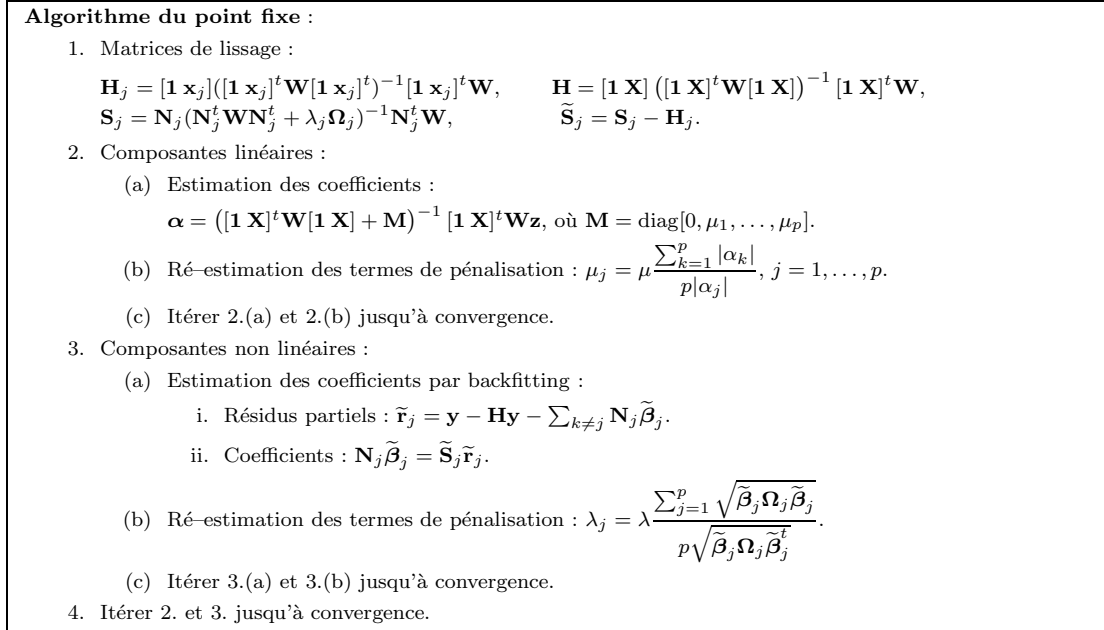 Algorithme du point fixe :
1. Matrices de lissage :
H_j = [1 x_j]([1 x_j]^t W[1 x_j]^t)^{-1}[1 x_j]^t W,   H = [1 X] ([1 X]^t W[1 X])^{-1} [1 X]^t W,
S_j = N_j(N_j^t W N_j^t + λ_j Ω_j)^{-1} N_j^t W,   S̃_j = S_j − H_j.
2. Composantes linéaires :
(a) Estimation des coefficients :
α = ([1 X]^t W[1 X] + M)^{-1} [1 X]^t Wz, où M = diag[0, μ_1, . . . , μ_p].
(b) Ré–estimation des termes de pénalisation : μ_j = μ \frac{∑_{k=1}^p |α_k|}{p|α_j|}, j = 1, . . . , p.
(c) Itérer 2.(a) et 2.(b) jusqu'à convergence.
3. Composantes non linéaires :
(a) Estimation des coefficients par backfitting :
i. Résidus partiels : r̃_j = y − Hy − ∑_{k≠j} N_j β̃_j.
ii. Coefficients : N_j β̃_j = S̃_j r̃_j.
(b) Ré–estimation des termes de pénalisation : λ_j = λ \frac{∑_{j=1}^p \sqrt{β̃_j Ω_j β̃_j}}{p\sqrt{β̃_j Ω_j β̃_j^t}}.
(c) Itérer 3.(a) et 3.(b) jusqu'à convergence.
4. Itérer 2. et 3. jusqu'à convergence.